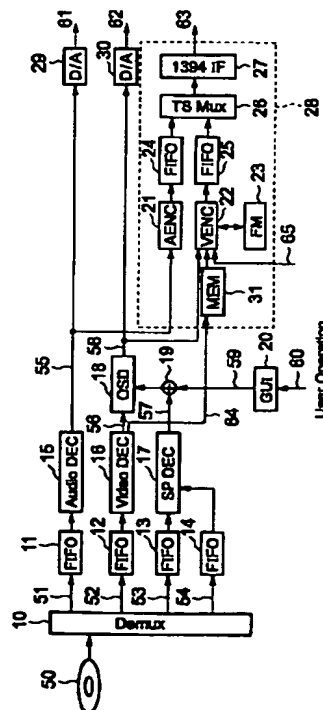 10
50
Demux
51
52
53
54
11
FIFO
12
FIFO
13
FIFO
14
FIFO
15
Audio DEC
16
Video DEC
17
SP DEC
55
56
57
58
18
OSD
19
59
20
GUI
60
User Operation
64
31
MEM
65
21
AENC
22
VENC
23
FM
24
FIFO
25
FIFO
26
TS Mux
27
1394 IF
28
29
D/A
30
D/A
61
62
63